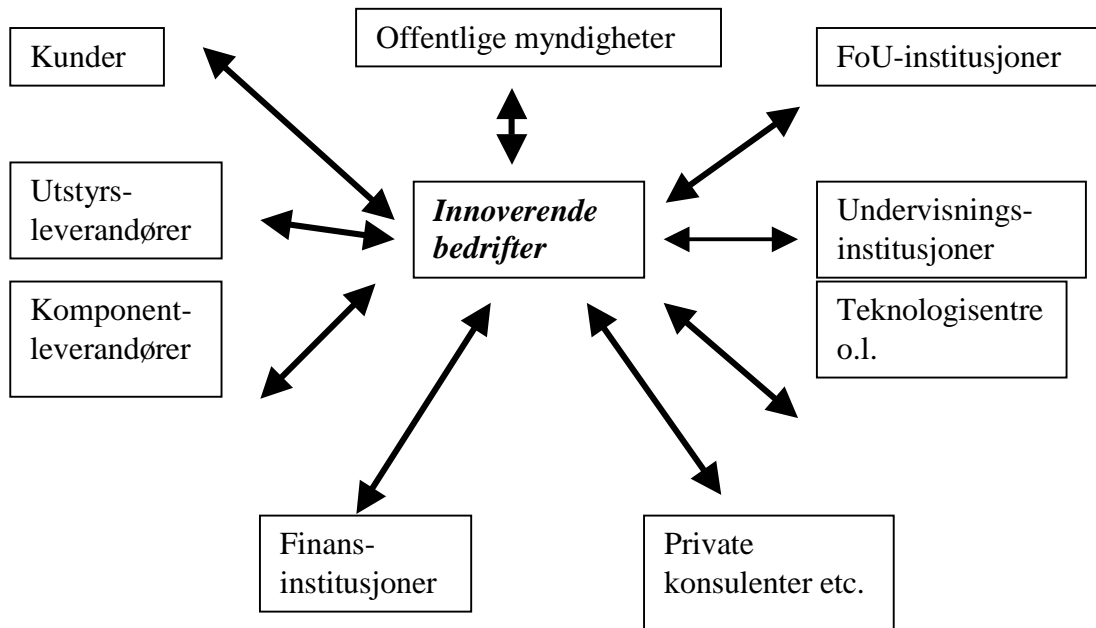 Kunder
Offentlige myndigheter
FoU-institusjoner
Utstyrs-
leverandører
Innoverende
bedrifter
Undervisnings-
institusjoner
Komponent-
leverandører
Teknologisentre
o.l.
Finans-
institusjoner
Private
konsulenter etc.